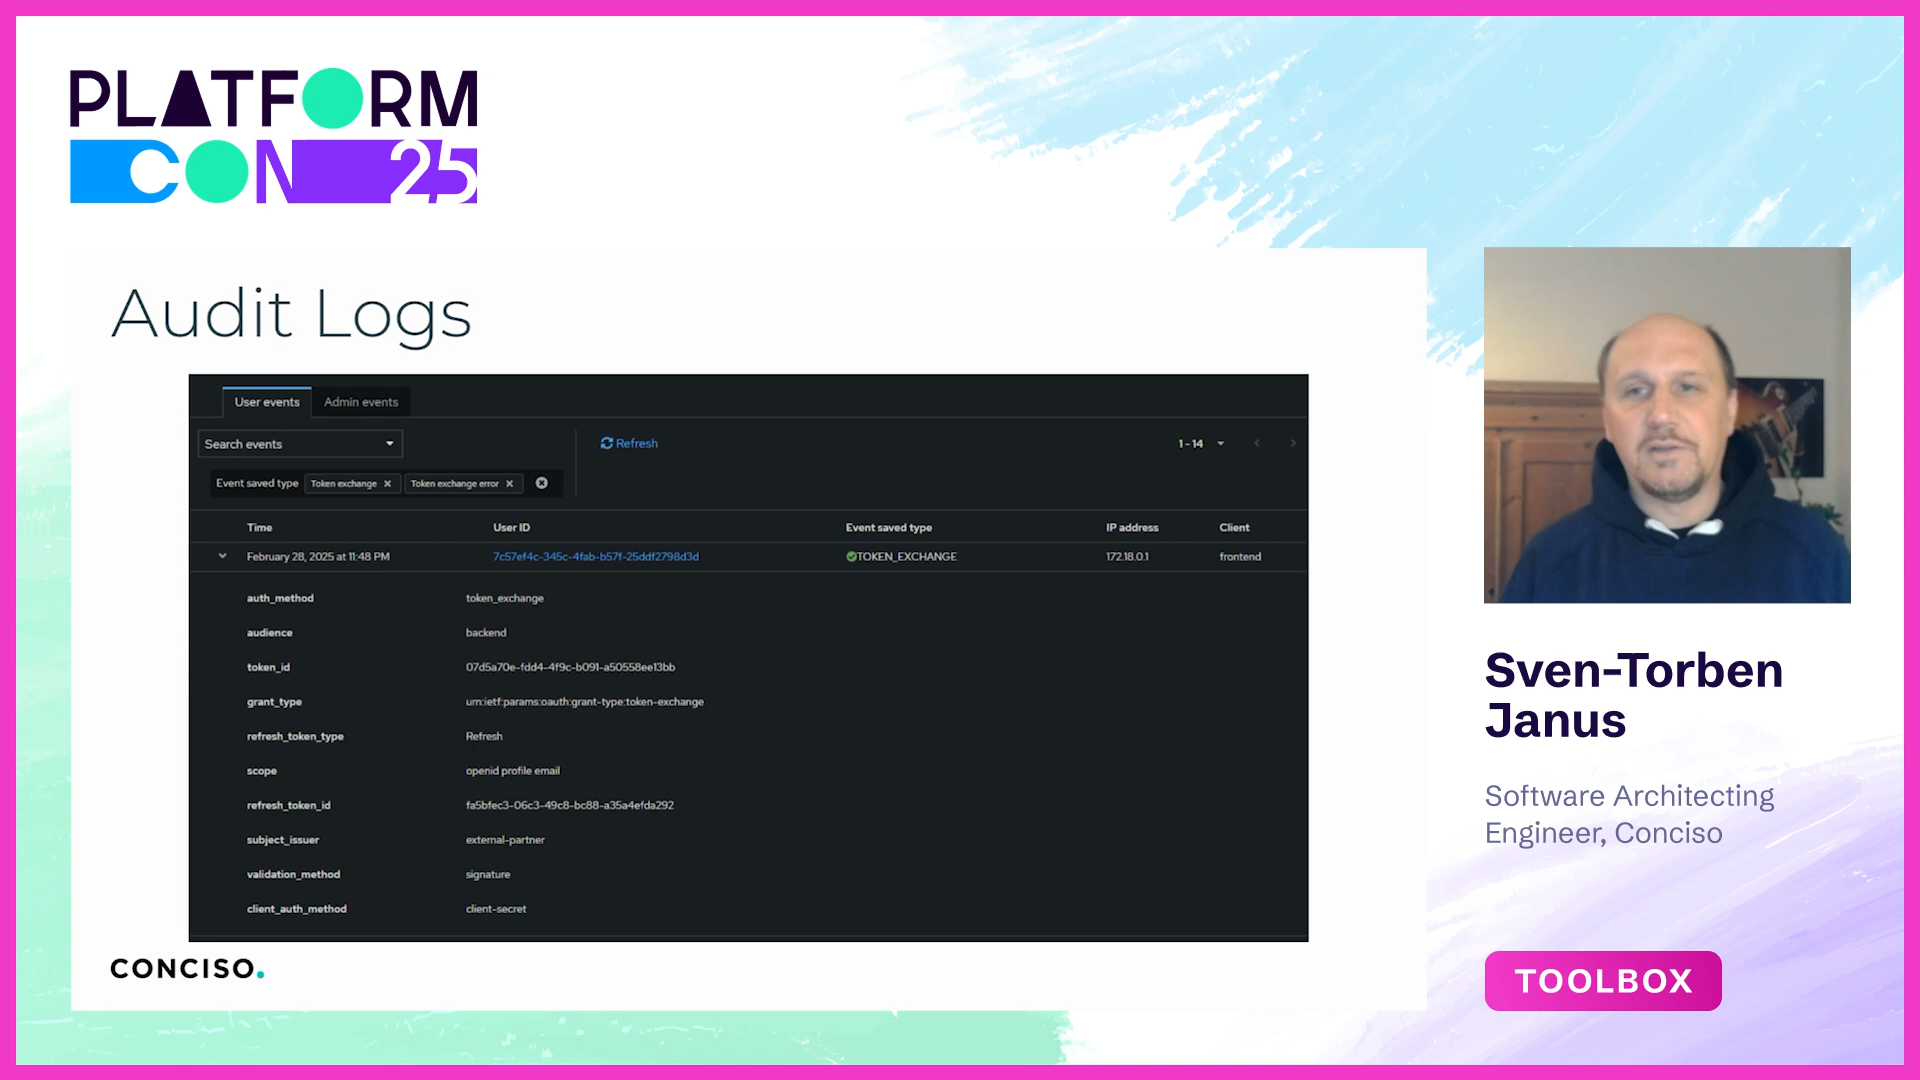 PLATFORM
CON 25
Audit Logs
User events Admin events
Search events Refresh 1 - 14
Event saved type Token exchange Token exchange error
Time User ID Event saved type IP address Client
February 28, 2025 at 11:48 PM 7c57ef4c-345c-4fab-b57f-25ddf2798d3d TOKEN_EXCHANGE 172.18.0.1 frontend
auth_method token_exchange
audience backend
token_id 07d5a70e-fdd4-4f9c-b091-a50558ee13bb
grant_type urn:ietf:params:oauth:grant-type:token-exchange
refresh_token_type Refresh
scope openid profile email
refresh_token_id fa5bfec3-06c3-49c8-bc88-a35a4efda292
subject_issuer external-partner
validation_method signature
client_auth_method client-secret
CONCISO.
Sven-Torben
Janus
Software Architecting
Engineer, Conciso
TOOLBOX